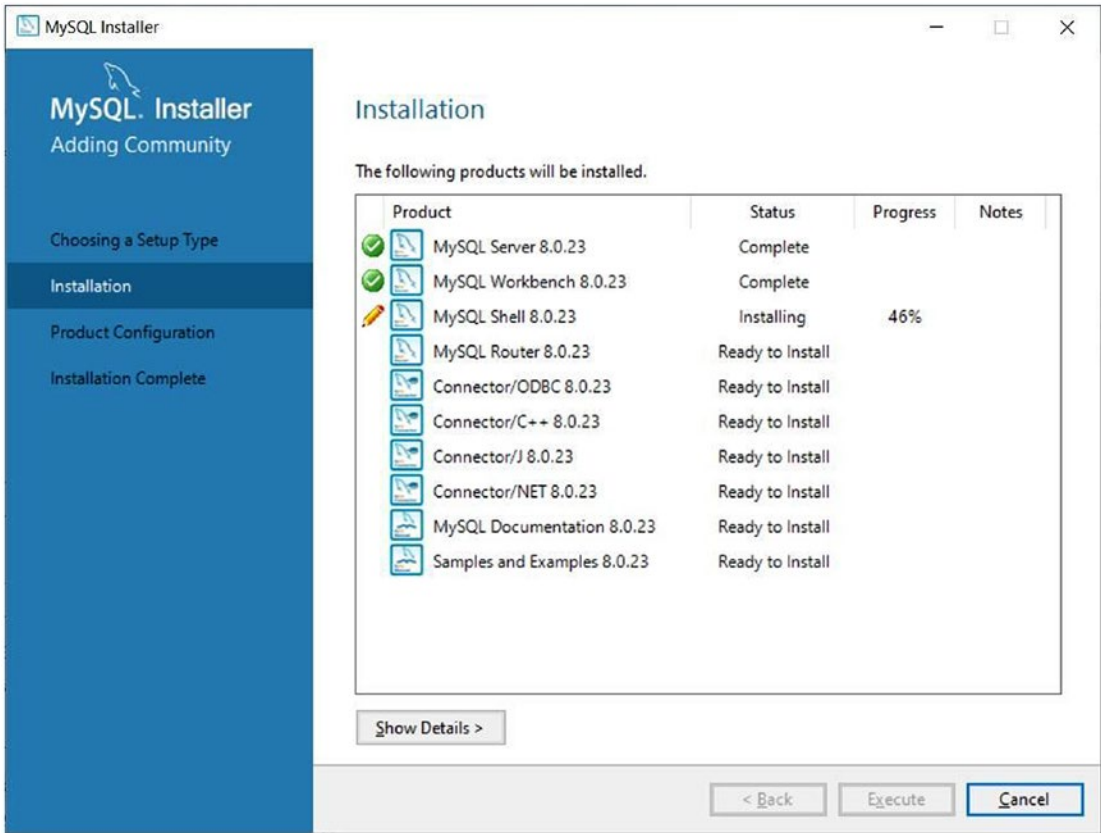 MySQL Installer
MySQL. Installer
Adding Community
Choosing a Setup Type
Installation
Product Configuration
Installation Complete
Installation
The following products will be installed.
Product Status Progress Notes
MySQL Server 8.0.23 Complete
MySQL Workbench 8.0.23 Complete
MySQL Shell 8.0.23 Installing 46%
MySQL Router 8.0.23 Ready to Install
Connector/ODBC 8.0.23 Ready to Install
Connector/C++ 8.0.23 Ready to Install
Connector/J 8.0.23 Ready to Install
Connector/NET 8.0.23 Ready to Install
MySQL Documentation 8.0.23 Ready to Install
Samples and Examples 8.0.23 Ready to Install
Show Details >
< Back Execute Cancel